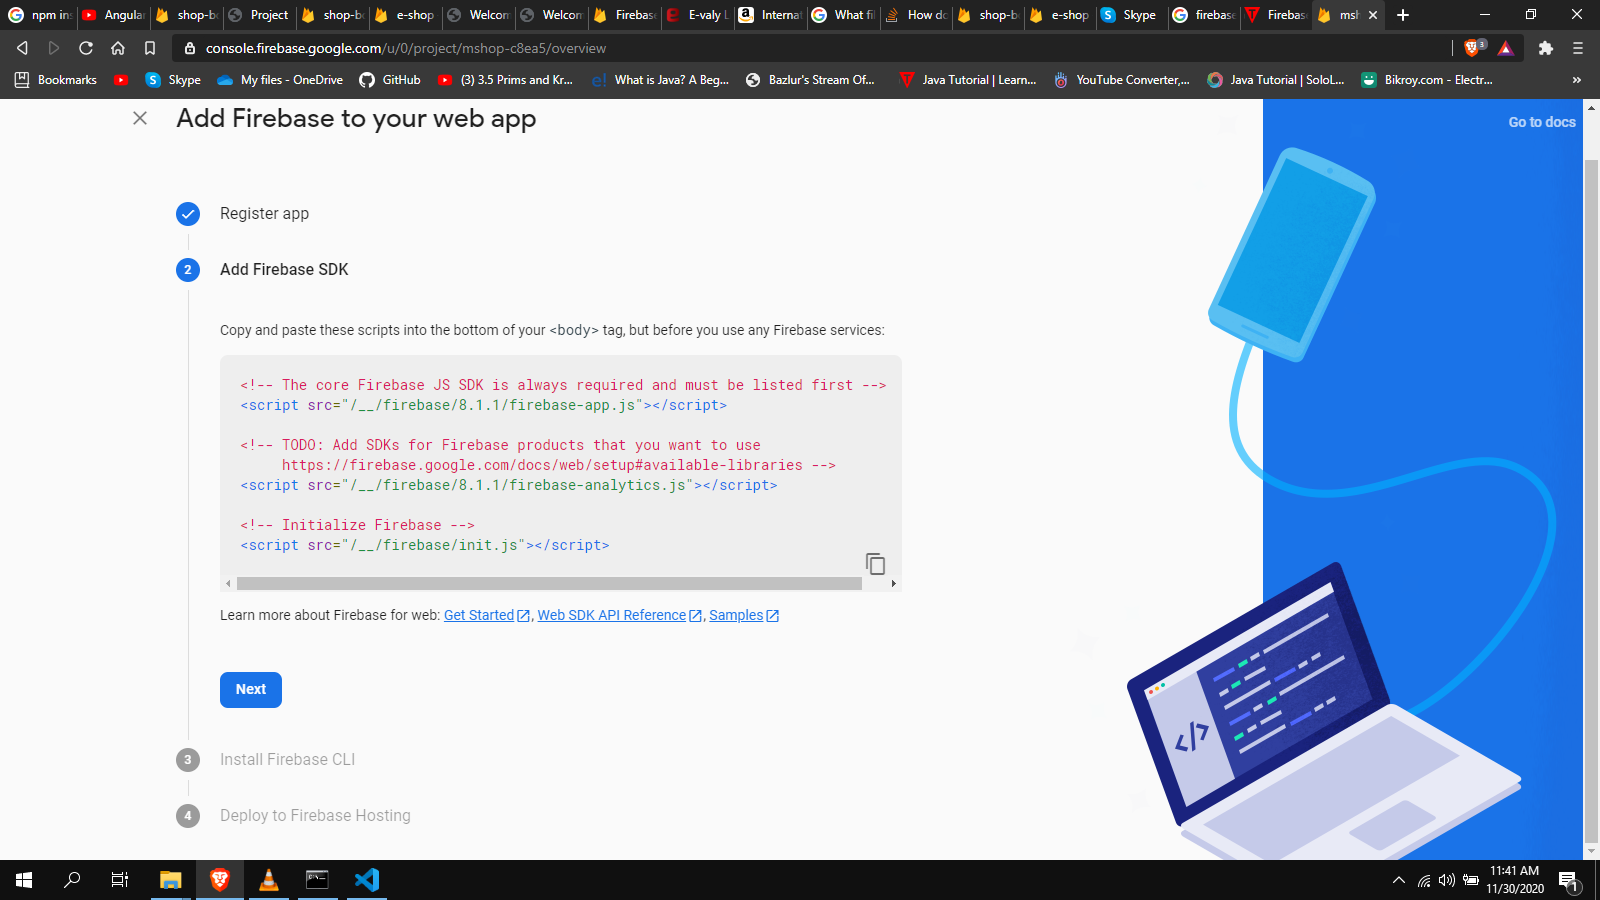 npm ins
Angular
shop-bo
Project
shop-bo
e-shop
Welcom
Welcom
Firebase
E-valy L
Internat
What fil
How do
shop-bo
e-shop
Skype
firebase
Firebase
msh
console.firebase.google.com/u/0/project/mshop-c8ea5/overview
3
Bookmarks
Skype
My files - OneDrive
GitHub
(3) 3.5 Prims and Kr...
What is Java? A Beg...
Bazlur's Stream Of...
Java Tutorial | Learn...
YouTube Converter,...
Java Tutorial | SoloL...
Bikroy.com - Electr...
»
Add Firebase to your web app
Go to docs
Register app
2 Add Firebase SDK
Copy and paste these scripts into the bottom of your <body> tag, but before you use any Firebase services:
<!-- The core Firebase JS SDK is always required and must be listed first -->
<script src="/__/firebase/8.1.1/firebase-app.js"></script>
<!-- TODO: Add SDKs for Firebase products that you want to use
https://firebase.google.com/docs/web/setup#available-libraries -->
<script src="/__/firebase/8.1.1/firebase-analytics.js"></script>
<!-- Initialize Firebase -->
<script src="/__/firebase/init.js"></script>
Learn more about Firebase for web: Get Started, Web SDK API Reference, Samples
Next
3 Install Firebase CLI
4 Deploy to Firebase Hosting
</>
11:41 AM
11/30/2020
1